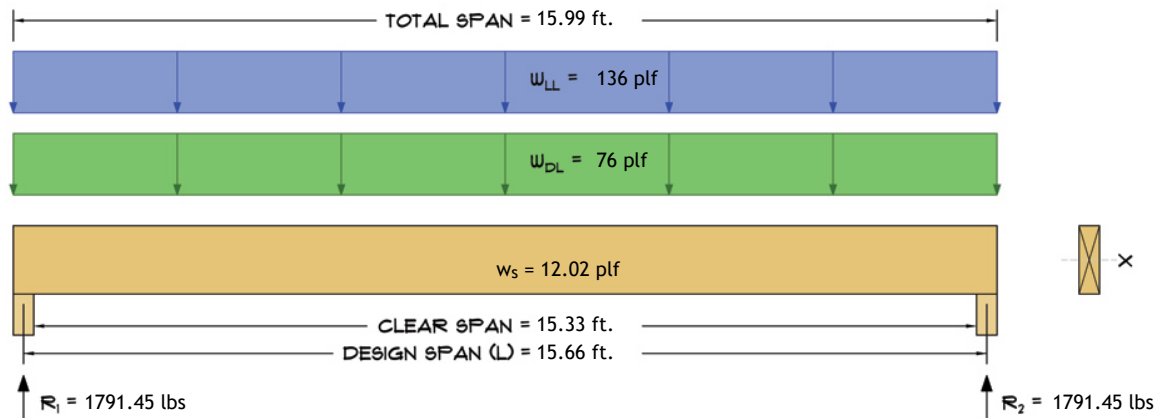 TOTAL SPAN = 15.99 ft.
WLL = 136 plf
WDL = 76 plf
ws = 12.02 plf
X
CLEAR SPAN = 15.33 ft.
DESIGN SPAN (L) = 15.66 ft.
R1 = 1791.45 lbs
R2 = 1791.45 lbs